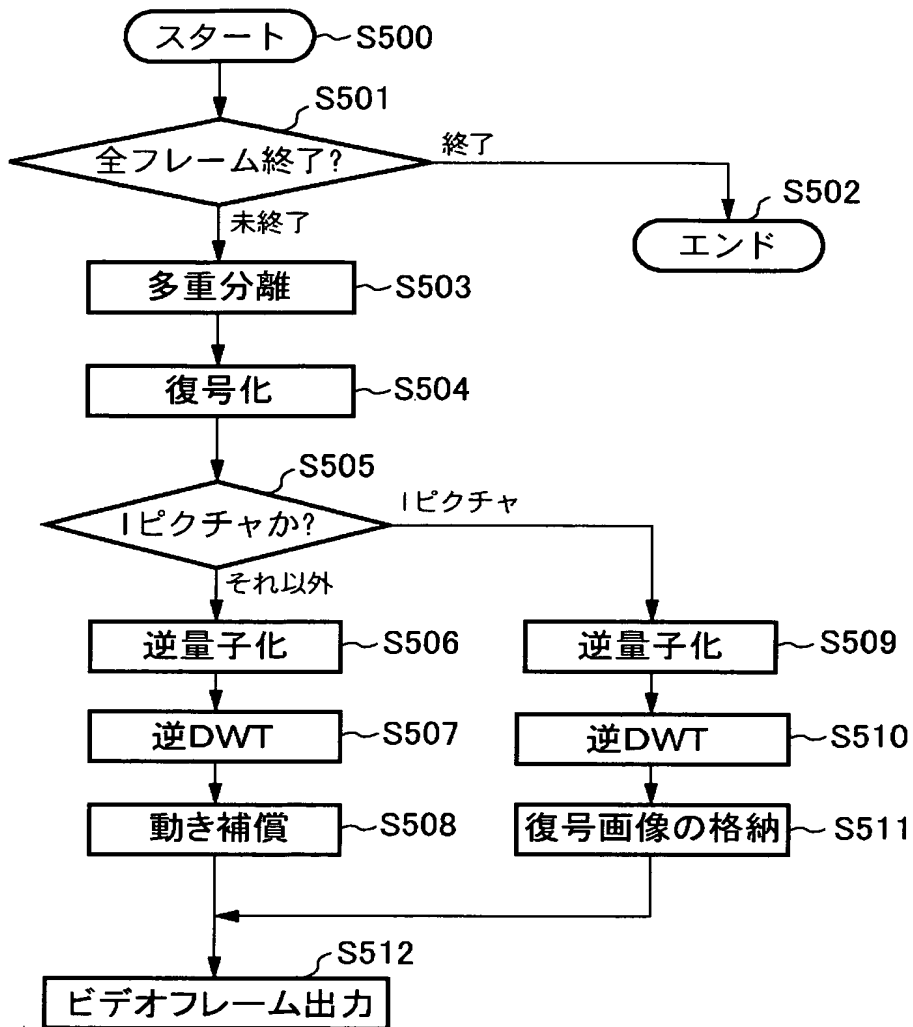 スタート
S500
S501
全フレーム終了?
終了
S502
エンド
未終了
多重分離
S503
復号化
S504
S505
Iピクチャか?
Iピクチャ
それ以外
逆量子化
S506
逆量子化
S509
逆DWT
S507
逆DWT
S510
動き補償
S508
復号画像の格納
S511
S512
ビデオフレーム出力